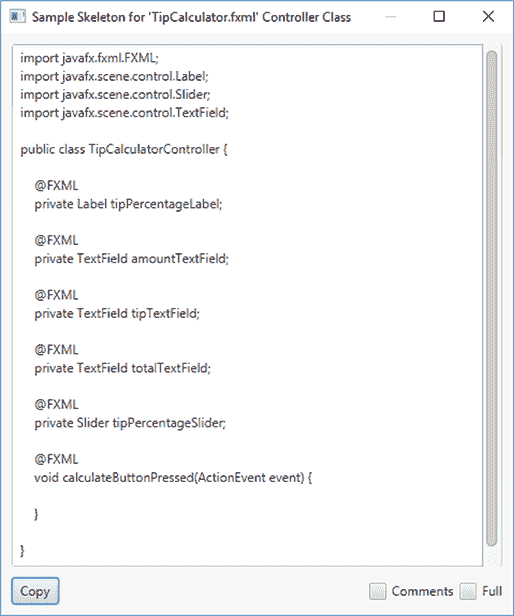 Sample Skeleton for 'TipCalculator.fxml' Controller Class
import javafx.fxml.FXML;
import javafx.scene.control.Label;
import javafx.scene.control.Slider;
import javafx.scene.control.TextField;
public class TipCalculatorController {
@FXML
private Label tipPercentageLabel;
@FXML
private TextField amountTextField;
@FXML
private TextField tipTextField;
@FXML
private TextField totalTextField;
@FXML
private Slider tipPercentageSlider;
@FXML
void calculateButtonPressed(ActionEvent event) {
}
}
Copy
Comments
Full